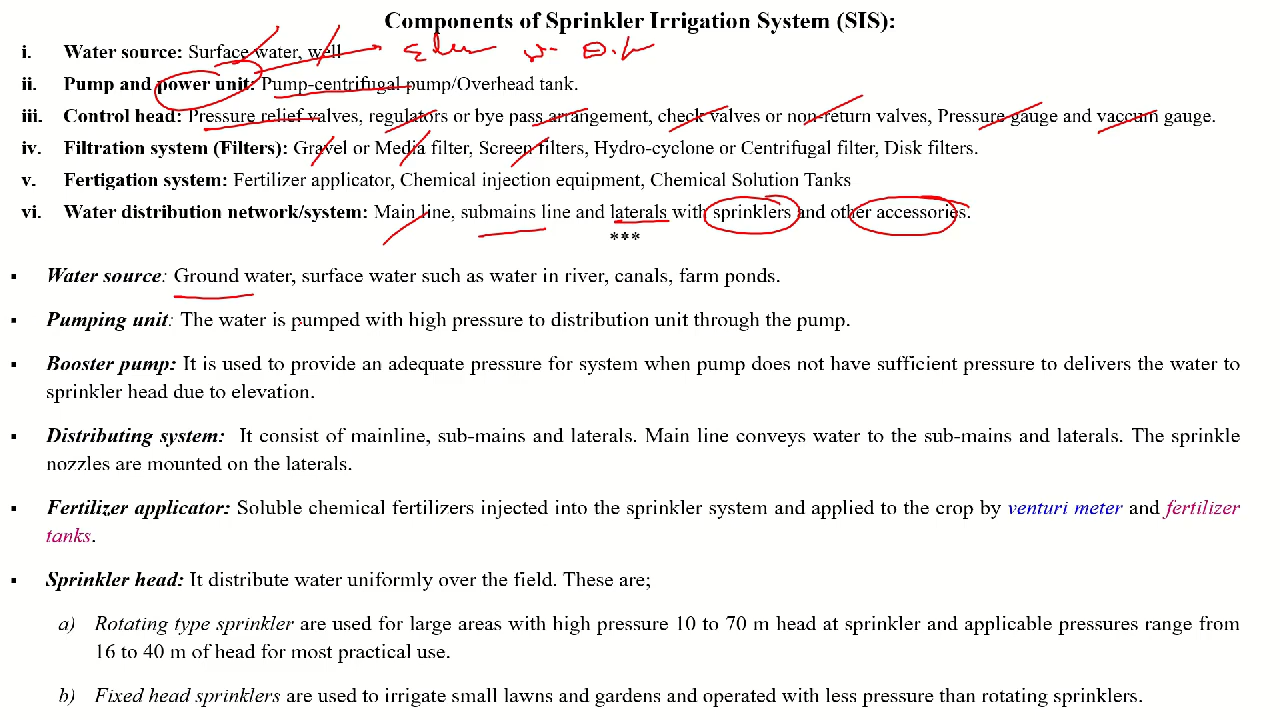 Components of Sprinkler Irrigation System (SIS):
i. Water source: Surface water, well
ii. Pump and power unit: Pump-centrifugal pump/Overhead tank.
iii. Control head: Pressure relief valves, regulators or bye pass arrangement, check valves or non-return valves, Pressure gauge and vaccum gauge.
iv. Filtration system (Filters): Gravel or Media filter, Screen filters, Hydro-cyclone or Centrifugal filter, Disk filters.
v. Fertigation system: Fertilizer applicator, Chemical injection equipment, Chemical Solution Tanks
vi. Water distribution network/system: Main line, submains line and laterals with sprinklers and other accessories.
***
▪ Water source: Ground water, surface water such as water in river, canals, farm ponds.
▪ Pumping unit: The water is pumped with high pressure to distribution unit through the pump.
▪ Booster pump: It is used to provide an adequate pressure for system when pump does not have sufficient pressure to delivers the water to
sprinkler head due to elevation.
▪ Distributing system: It consist of mainline, sub-mains and laterals. Main line conveys water to the sub-mains and laterals. The sprinkle
nozzles are mounted on the laterals.
▪ Fertilizer applicator: Soluble chemical fertilizers injected into the sprinkler system and applied to the crop by venturi meter and fertilizer
tanks.
▪ Sprinkler head: It distribute water uniformly over the field. These are;
a) Rotating type sprinkler are used for large areas with high pressure 10 to 70 m head at sprinkler and applicable pressures range from
16 to 40 m of head for most practical use.
b) Fixed head sprinklers are used to irrigate small lawns and gardens and operated with less pressure than rotating sprinklers.